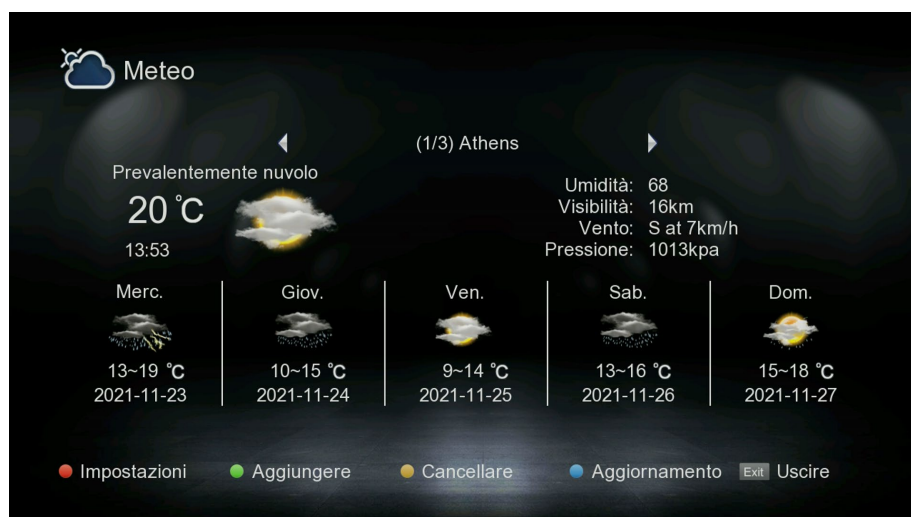 Meteo
(1/3) Athens
Prevalentemente nuvolo
20 °C
13:53
Umidità: 68
Visibilità: 16km
Vento: S at 7km/h
Pressione: 1013kpa
Merc. Giov. Ven. Sab. Dom.
13~19 °C 10~15 °C 9~14 °C 13~16 °C 15~18 °C
2021-11-23 2021-11-24 2021-11-25 2021-11-26 2021-11-27
Impostazioni Aggiungere Cancellare Aggiornamento Exit Uscire